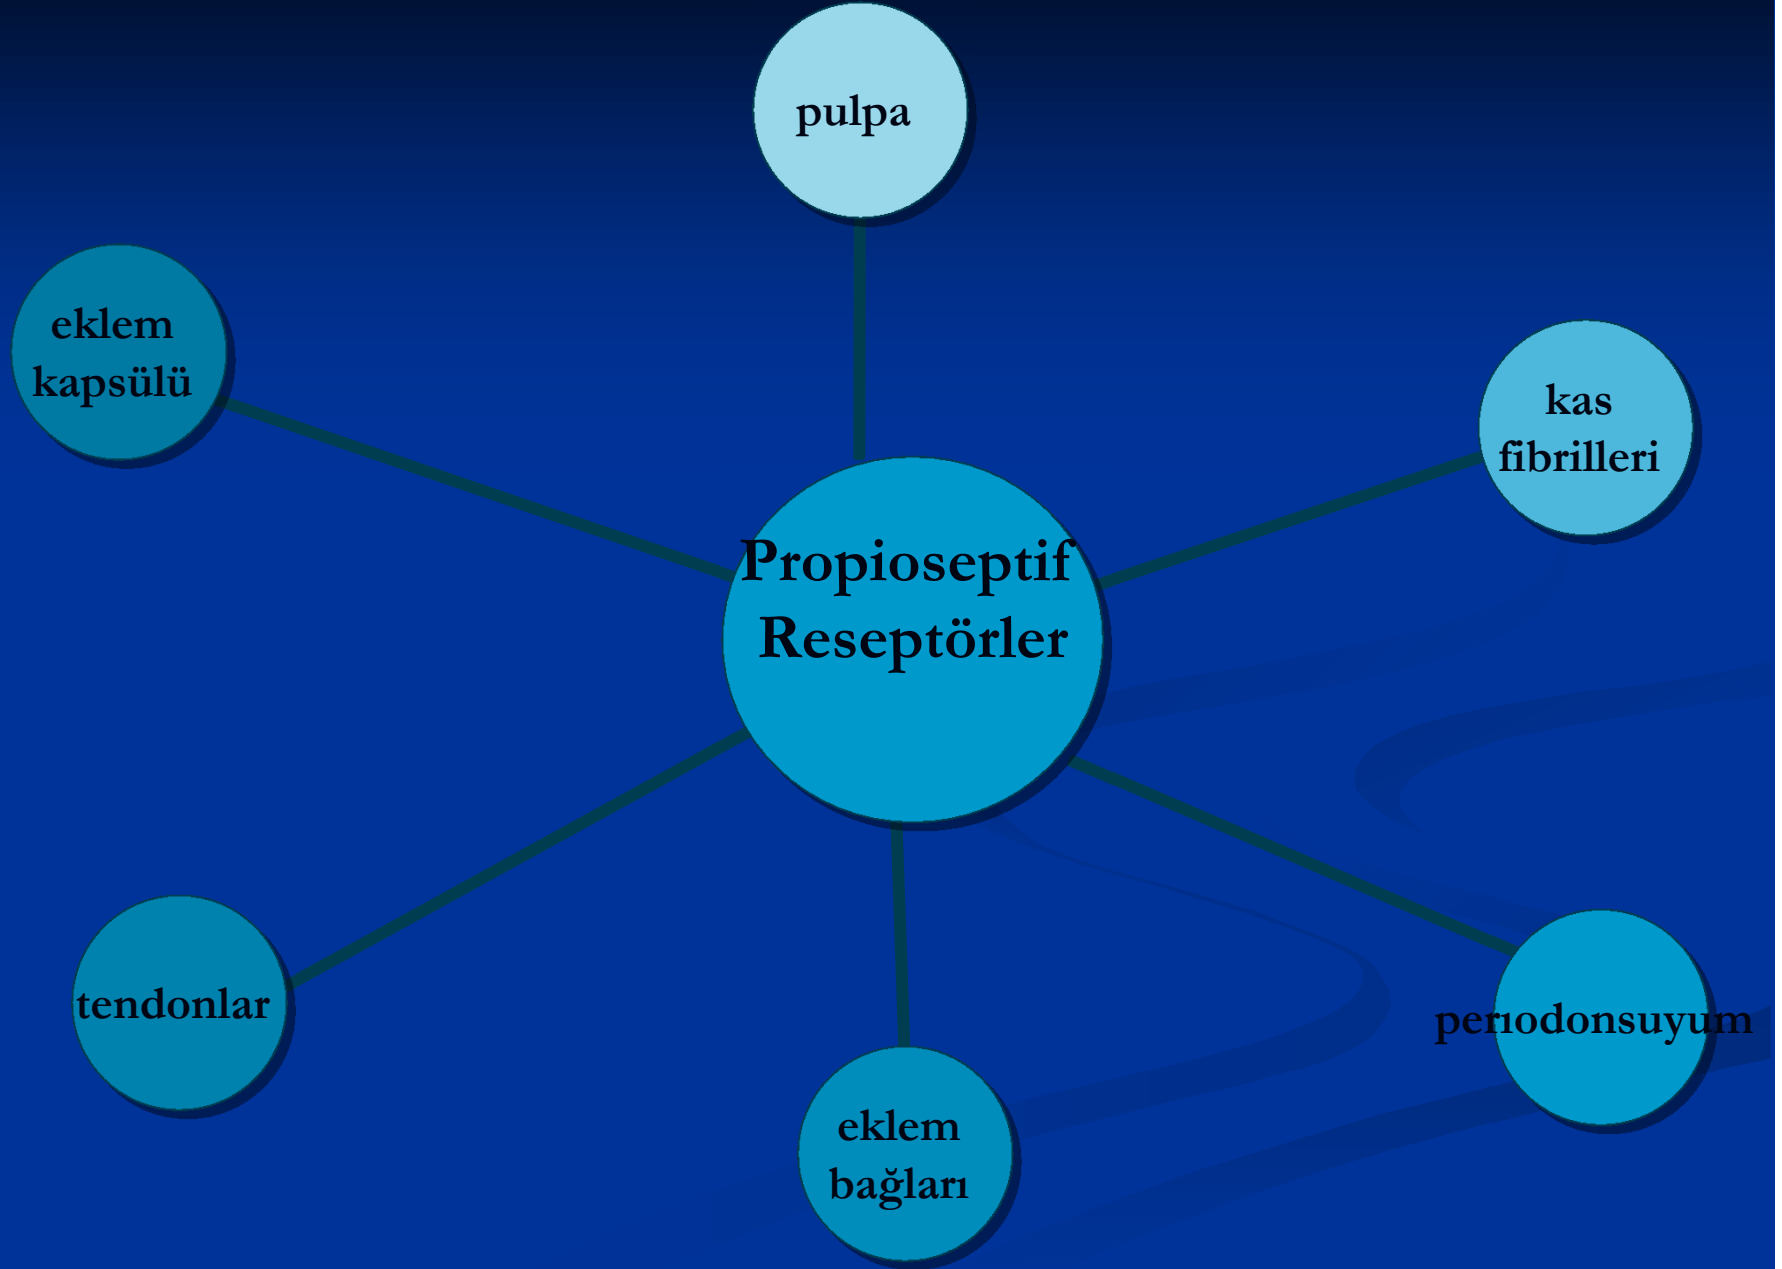 pulpa
eklem
kapsülü
kas
fibrilleri
Propioseptif
Reseptörler
tendonlar
perıodonsuyum
eklem
bağları